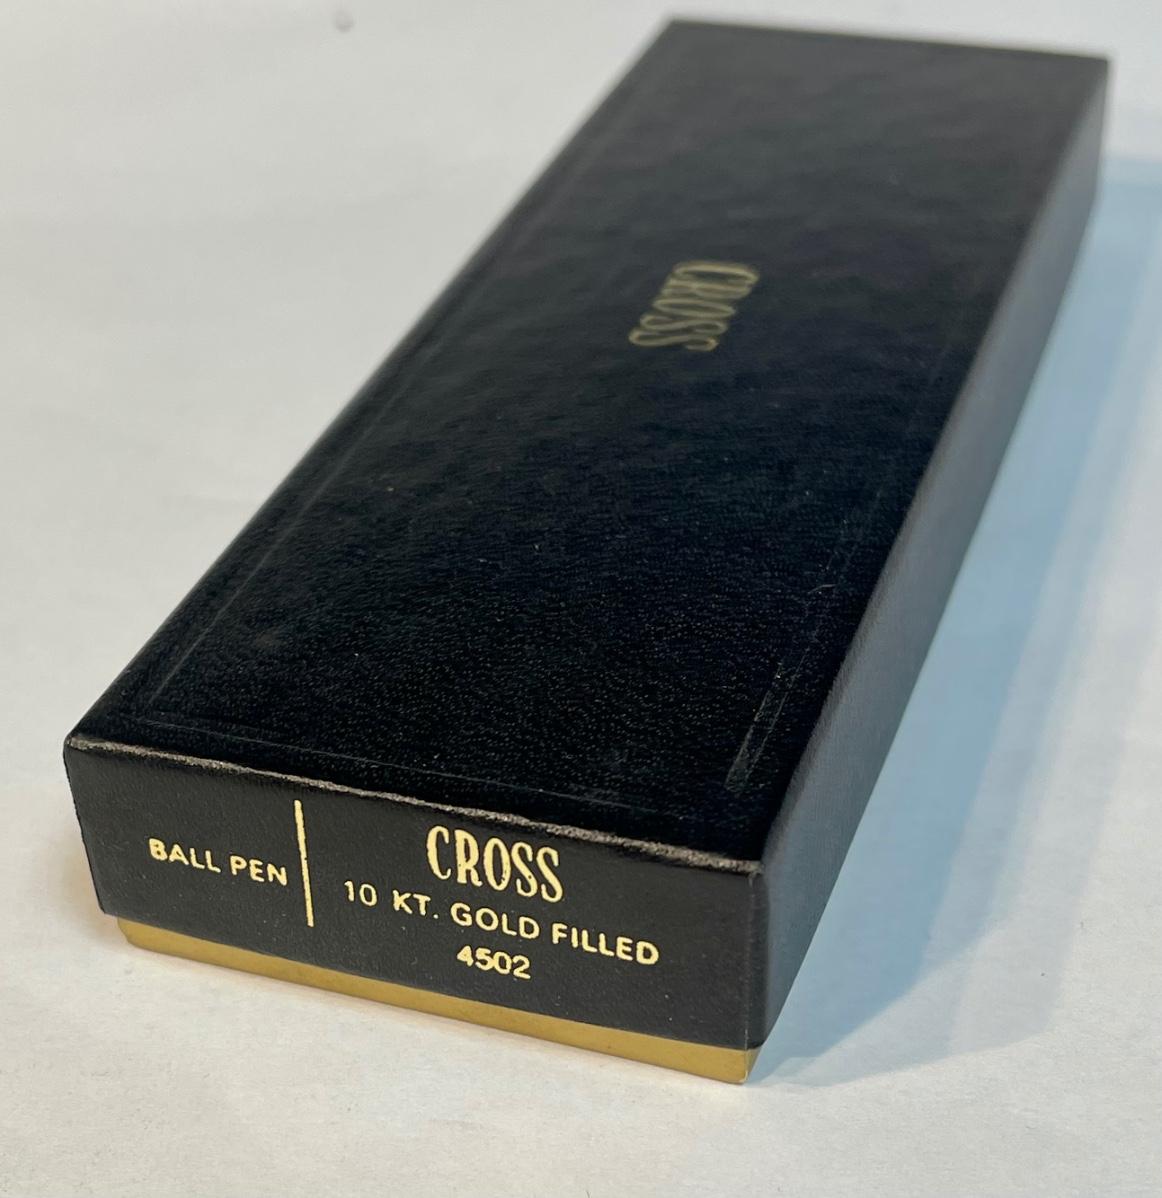 CROSS
BALL PEN
CROSS
10 KT. GOLD FILLED
4502